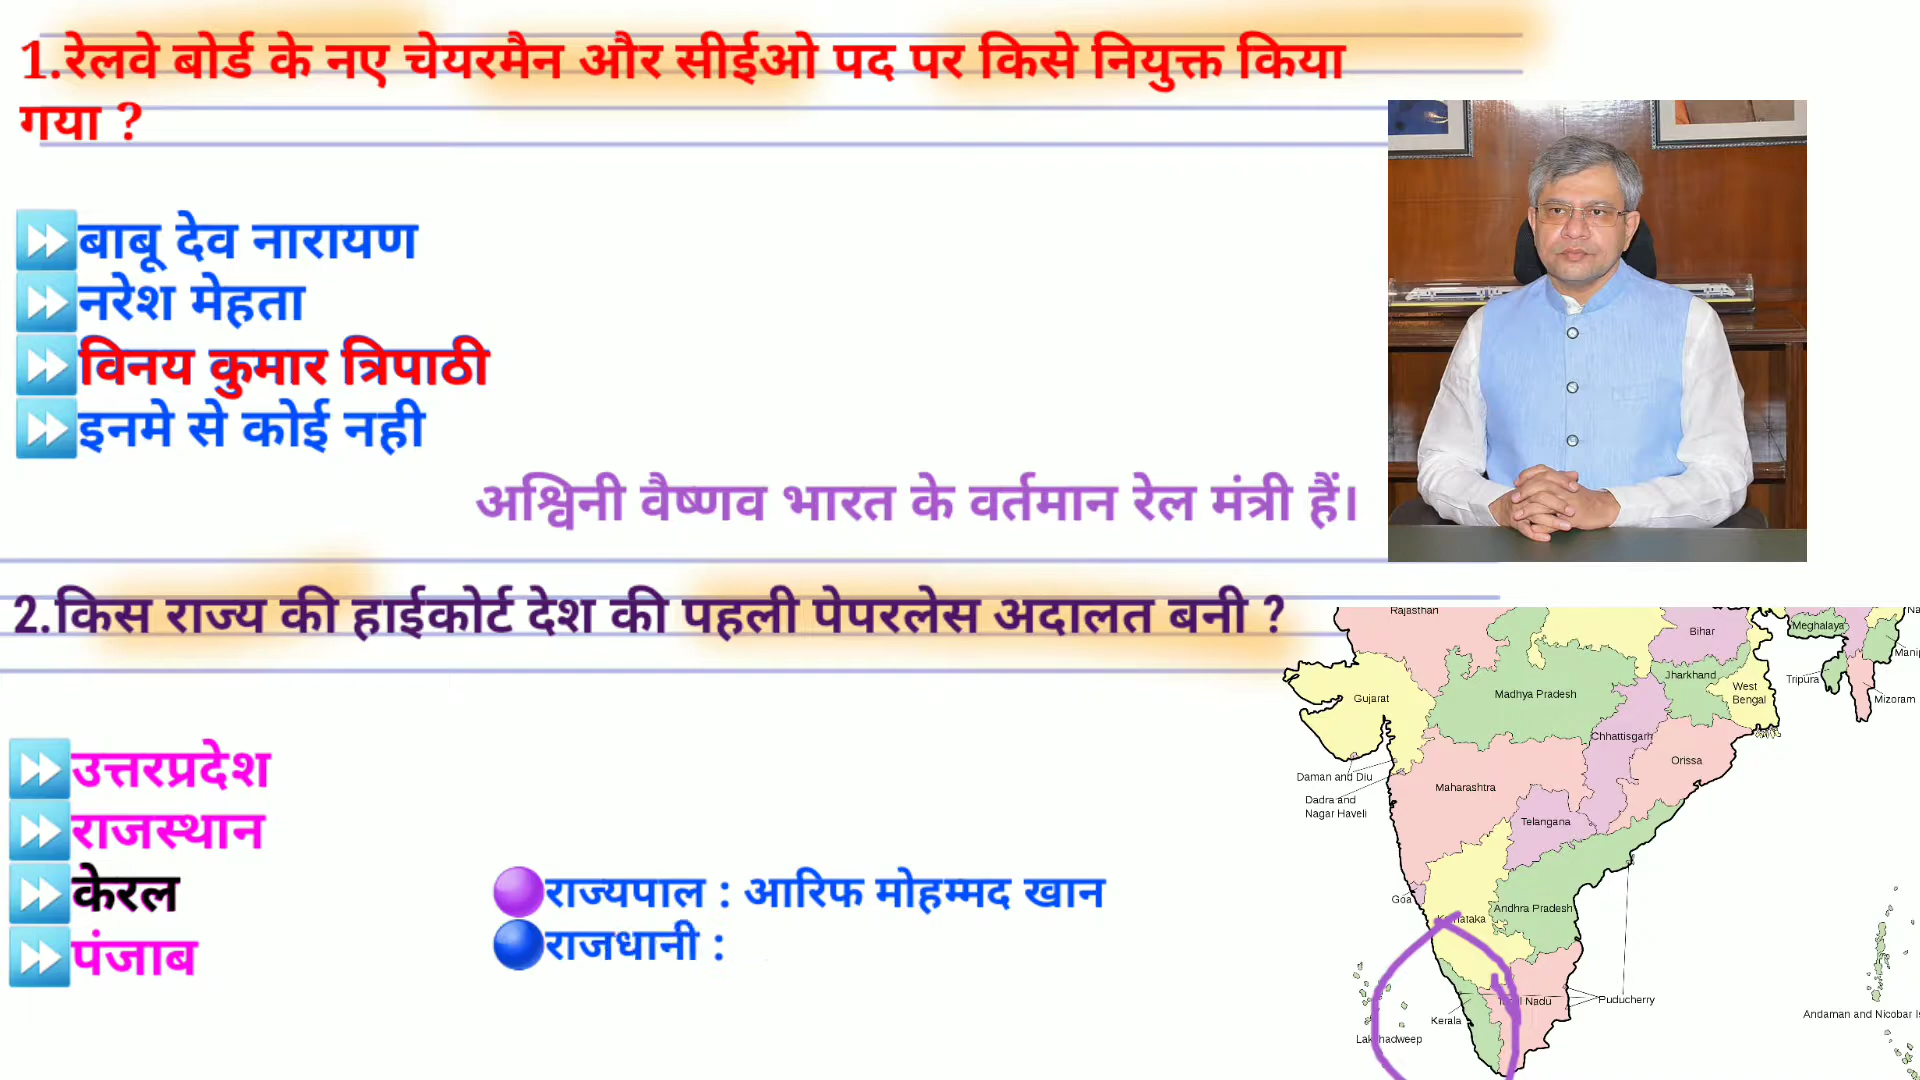 1.रेलवे बोर्ड के नए चेयरमैन और सीईओ पद पर किसे नियुक्त किया
गया ?
बाबू देव नारायण
नरेश मेहता
विनय कुमार त्रिपाठी
इनमे से कोई नही
अश्विनी वैष्णव भारत के वर्तमान रेल मंत्री हैं।
2.किस राज्य की हाईकोर्ट देश की पहली पेपरलेस अदालत बनी ?
उत्तरप्रदेश
राजस्थान
केरल
पंजाब
राज्यपाल : आरिफ मोहम्मद खान
राजधानी :
Rajasthan
Bihar
Meghalaya
Tripura
Mizoram
Jharkhand
West
Bengal
Gujarat
Madhya Pradesh
Chhattisgarh
Orissa
Daman and Diu
Dadra and
Nagar Haveli
Maharashtra
Telangana
Goa
Andhra Pradesh
Puducherry
Kerala
Andaman and Nicobar